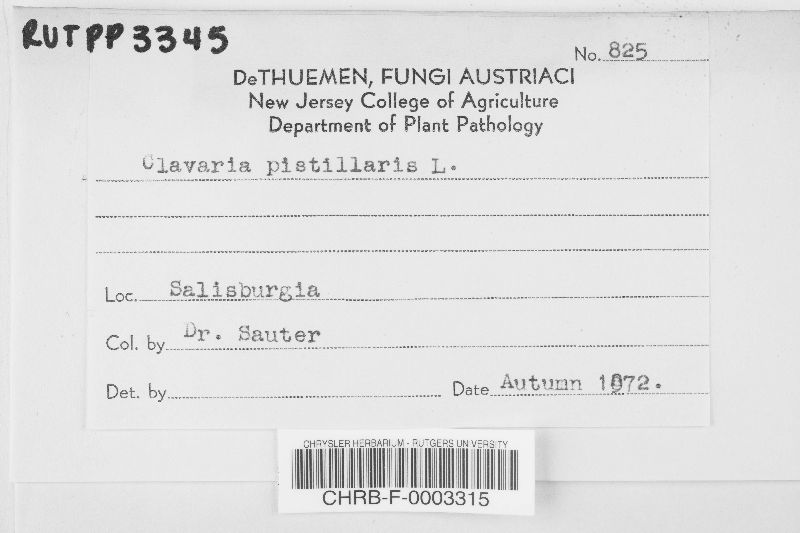 RUTPP3345
No. 825
DeTHUEMEN, FUNGI AUSTRIACI
New Jersey College of Agriculture
Department of Plant Pathology
Clavaria pistillaris L.
Loc. Salisburgia
Col. by Dr. Sauter
Det. by
Date Autumn 1872.
CHRYSLER HERBARIUM - RUTGERS UNIVERSITY
CHRB-F-0003315